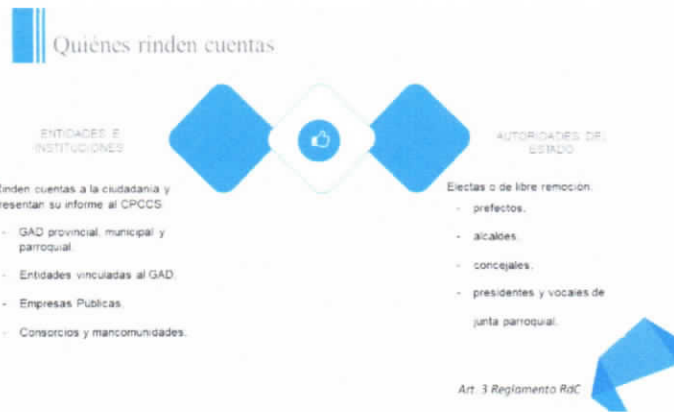 Quiénes rinden cuentas
ENTIDADES E
INSTITUCIONES
Rinden cuentas a la ciudadanía y
presentan su informe al CPCCS
- GAD provincial, municipal y
parroquial.
- Entidades vinculadas al GAD.
- Empresas Públicas.
- Consorcios y mancomunidades.
AUTORIDADES DEL
ESTADO
Electas o de libre remoción.
- prefectos.
- alcaldes.
- concejales.
- presidentes y vocales de
junta parroquial.
Art. 3 Reglamento RdC